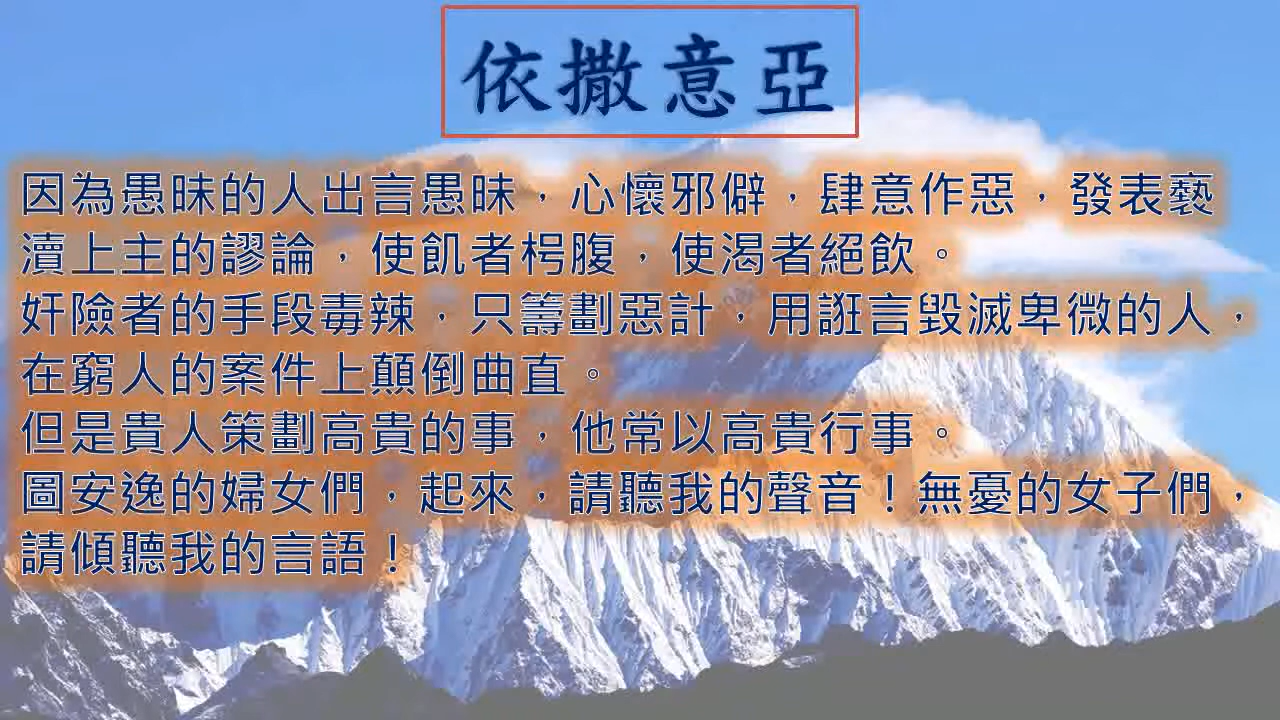 依撒意亞
因為愚昧的人出言愚昧，心懷邪僻，肆意作惡，發表褻
瀆上主的謬論，使飢者枵腹，使渴者絕飲。
奸險者的手段毒辣，只籌劃惡計，用誑言毀滅卑微的人，
在窮人的案件上顛倒曲直。
但是貴人策劃高貴的事，他常以高貴行事。
圖安逸的婦女們，起來，請聽我的聲音！無憂的女子們，
請傾聽我的言語！